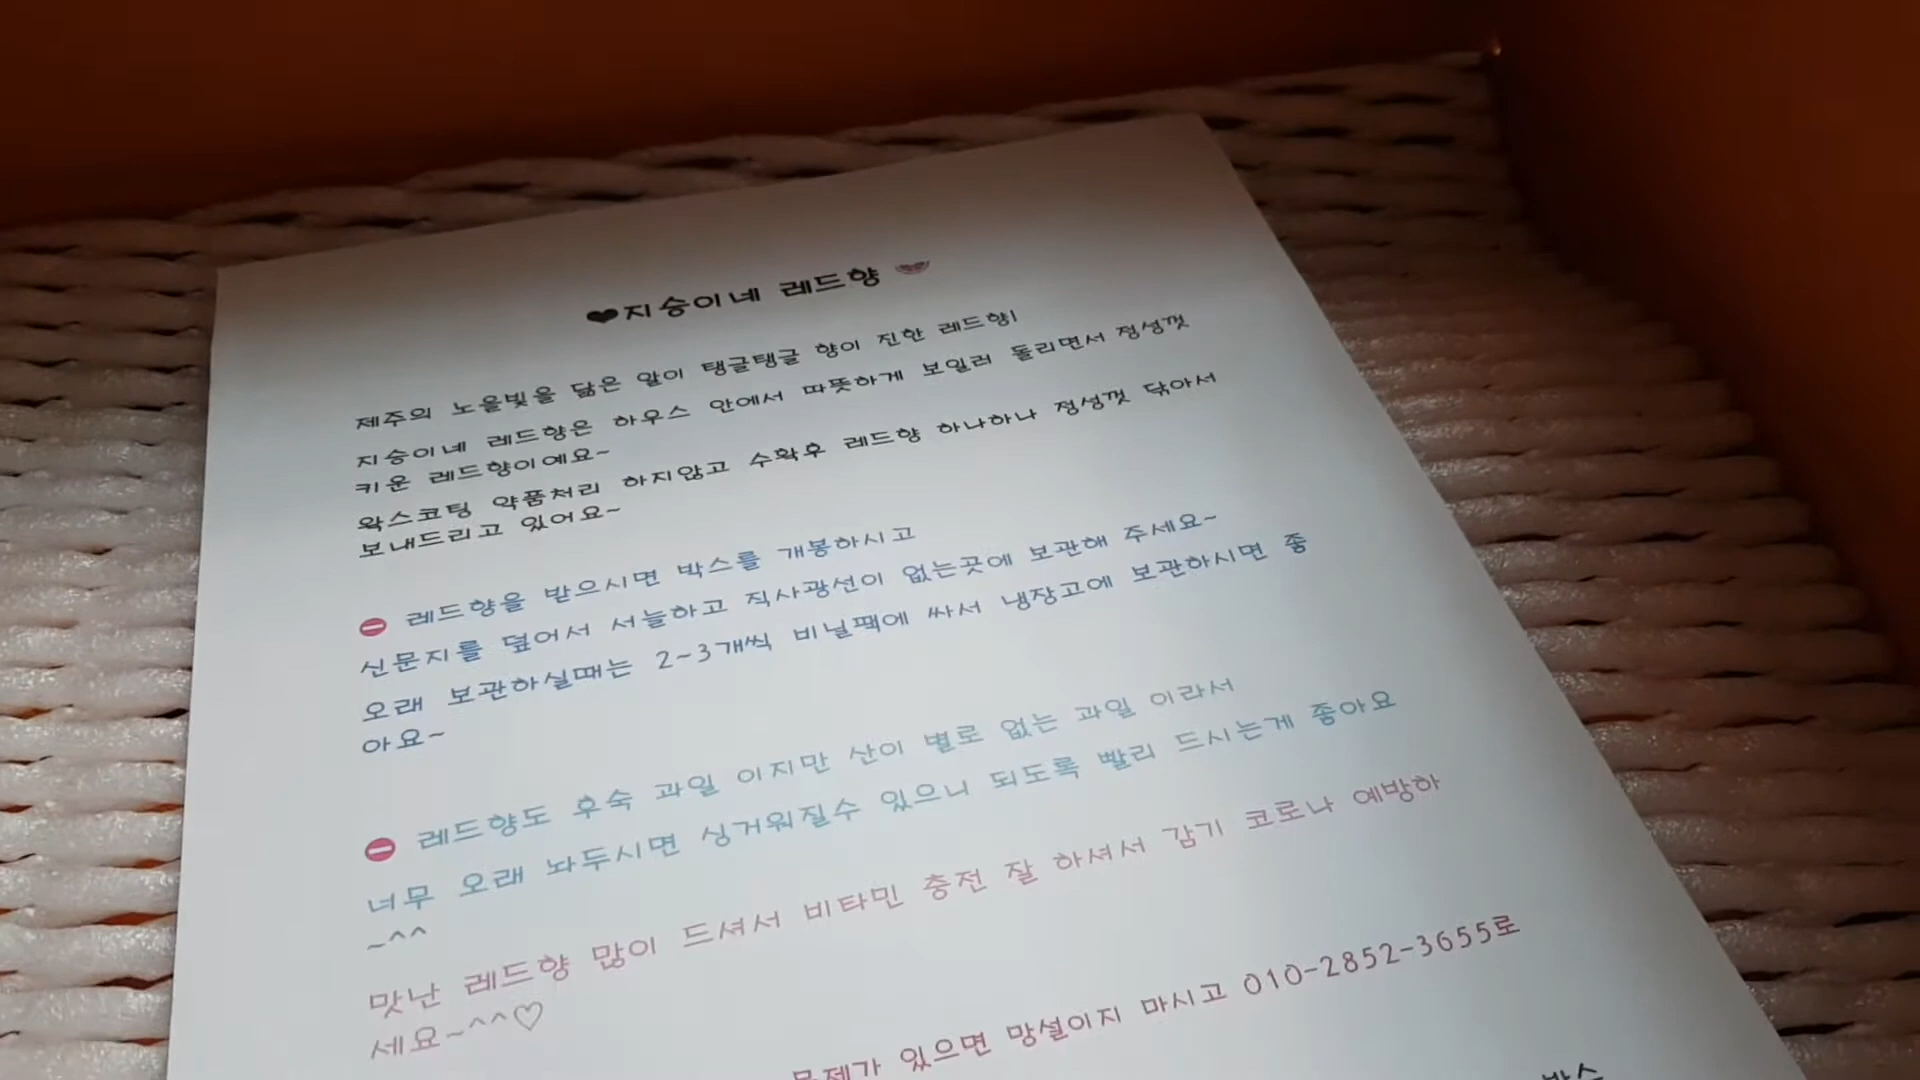 ❤지승이네 레드향🍉
제주의 노을빛을 닮은 알이 탱글탱글 향이 진한 레드향!
지승이네 레드향은 하우스 안에서 따뜻하게 보일러 돌리면서 정성껏
키운 레드향이예요~
왁스코팅 약품처리 하지않고 수확후 레드향 하나하나 정성껏 닦아서
보내드리고 있어요~
⛔ 레드향을 받으시면 박스를 개봉하시고
신문지를 덮어서 서늘하고 직사광선이 없는곳에 보관해 주세요~
오래 보관하실때는 2~3개씩 비닐팩에 싸서 냉장고에 보관하시면 좋
아요~
⛔ 레드향도 후숙 과일 이지만 산이 별로 없는 과일 이라서
너무 오래 놔두시면 싱거워질수 있으니 되도록 빨리 드시는게 좋아요
~^^
맛난 레드향 많이 드셔서 비타민 충전 잘 하셔서 감기 코로나 예방하
세요~^^♡
문제가 있으면 망설이지 마시고 010-2852-3655로
박스